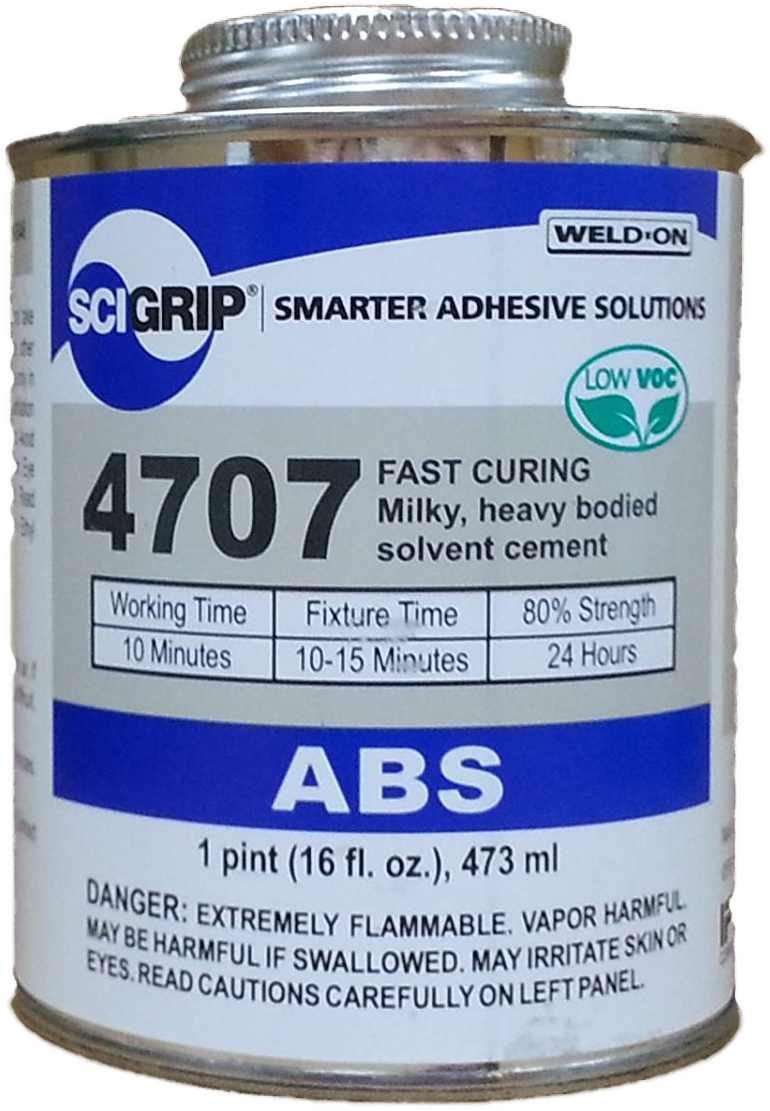 WELD·ON
SCIGRIP® | SMARTER ADHESIVE SOLUTIONS
LOW VOC
4707
FAST CURING
Milky, heavy bodied
solvent cement
Working Time Fixture Time 80% Strength
10 Minutes 10-15 Minutes 24 Hours
ABS
1 pint (16 fl. oz.), 473 ml
DANGER: EXTREMELY FLAMMABLE. VAPOR HARMFUL.
MAY BE HARMFUL IF SWALLOWED. MAY IRRITATE SKIN OR
EYES. READ CAUTIONS CAREFULLY ON LEFT PANEL.